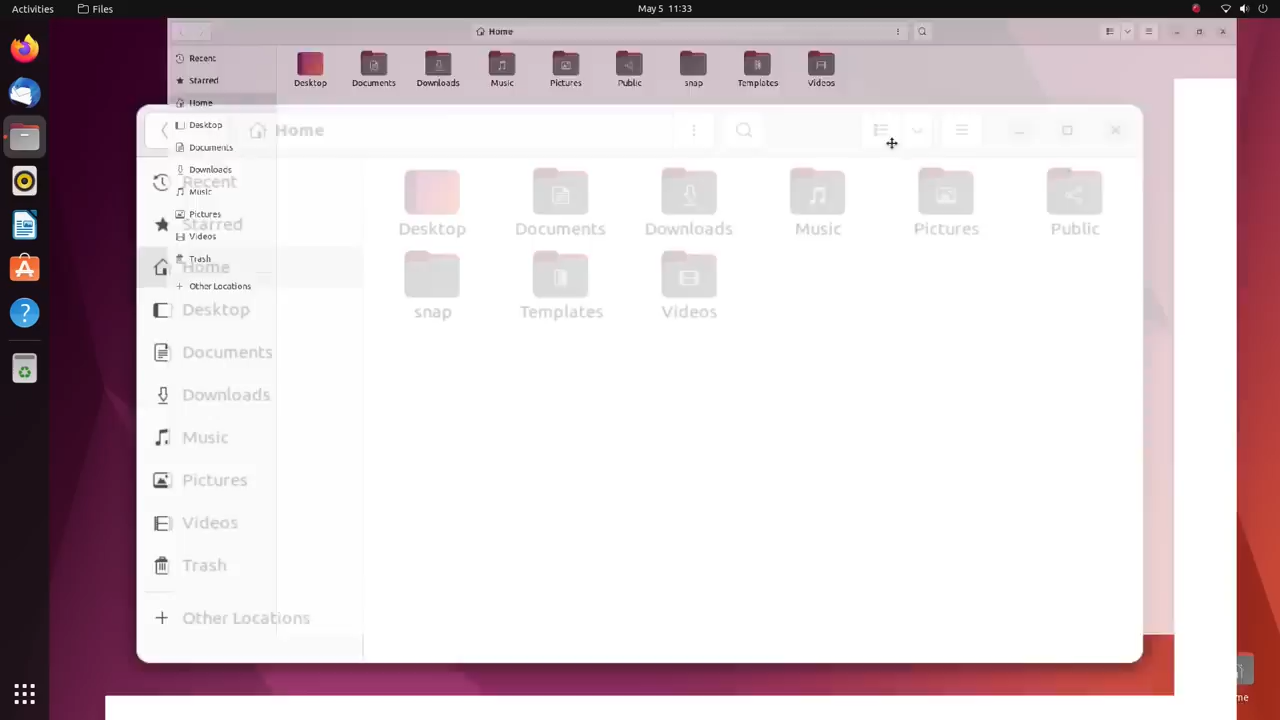 Activities Files May 5 11:33
Home
Recent
Starred
Home
Desktop
Documents
Downloads
Music
Pictures
Videos
Trash
Other Locations
Desktop Documents Downloads Music Pictures Public snap Templates Videos
Home
Recent
Starred
Home
Desktop
Documents
Downloads
Music
Pictures
Videos
Trash
Other Locations
Desktop Documents Downloads Music Pictures Public
snap Templates Videos
me